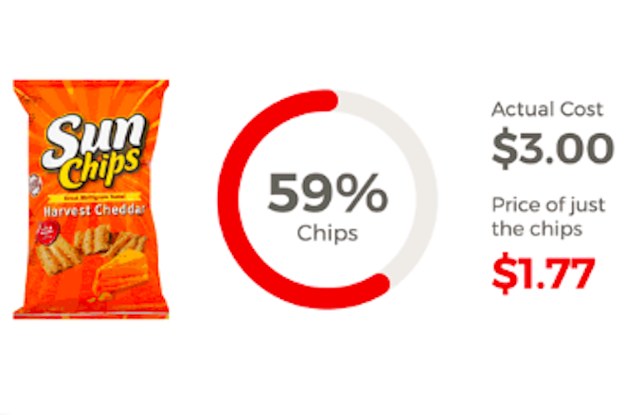 Sun
Chips
Harvest Cheddar
59%
Chips
Actual Cost
$3.00
Price of just
the chips
$1.77